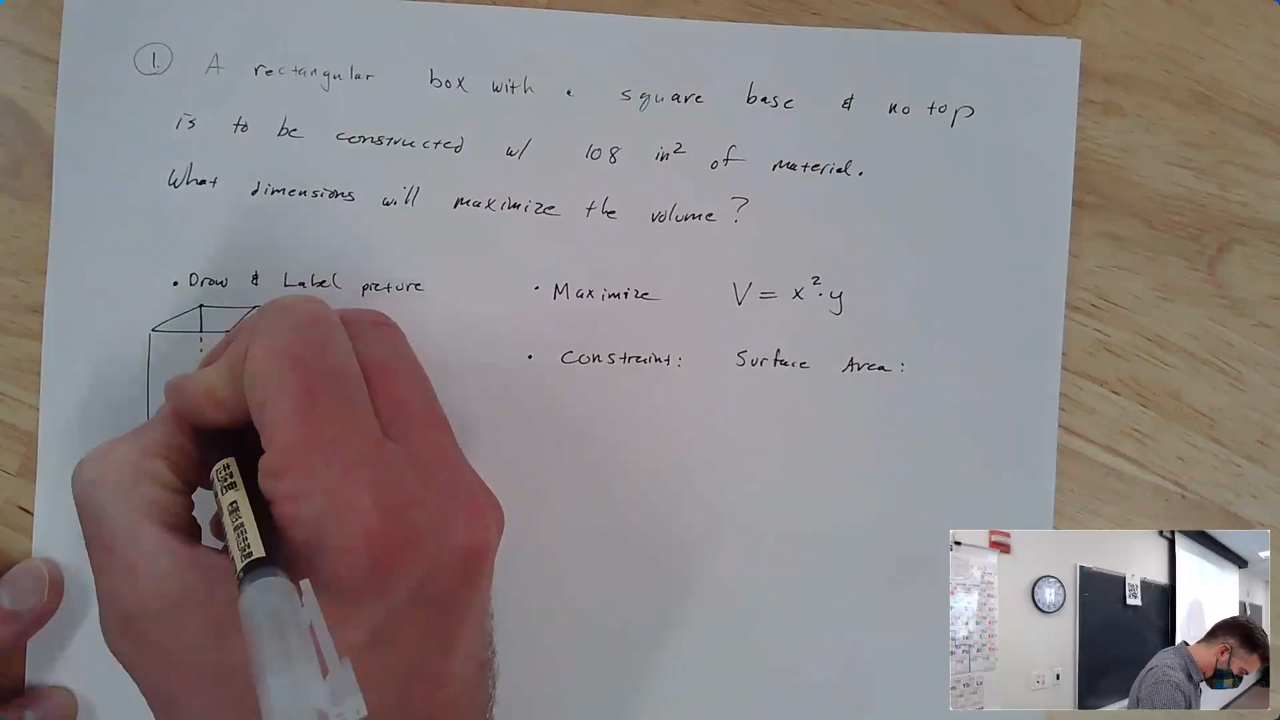 1. A rectangular box with a square base & no top
is to be constructed w/ 108 in² of material.
What dimensions will maximize the volume?
• Draw & Label picture
• Maximize V = x²·y
• Constraint: Surface Area: